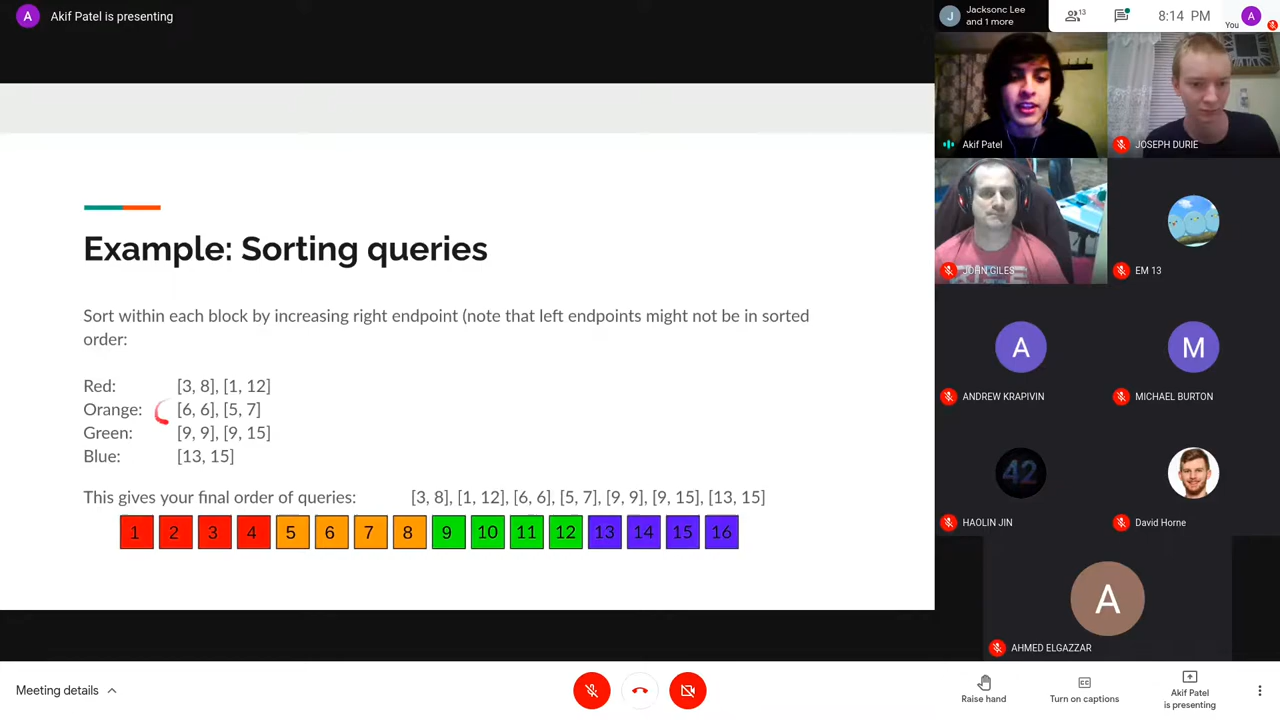 A Akif Patel is presenting
J Jacksonc Lee and 1 more
13
8:14 PM
You
A
Example: Sorting queries
Sort within each block by increasing right endpoint (note that left endpoints might not be in sorted
order:
Red: [3, 8], [1, 12]
Orange: [6, 6], [5, 7]
Green: [9, 9], [9, 15]
Blue: [13, 15]
This gives your final order of queries: [3, 8], [1, 12], [6, 6], [5, 7], [9, 9], [9, 15], [13, 15]
1 2 3 4 5 6 7 8 9 10 11 12 13 14 15 16
Akif Patel
JOSEPH DURIE
JOHN GILES
EM 13
A
M
ANDREW KRAPIVIN
MICHAEL BURTON
42
HAOLIN JIN
David Horne
A
AHMED ELGAZZAR
Meeting details
Raise hand
CC
Turn on captions
Akif Patel
is presenting